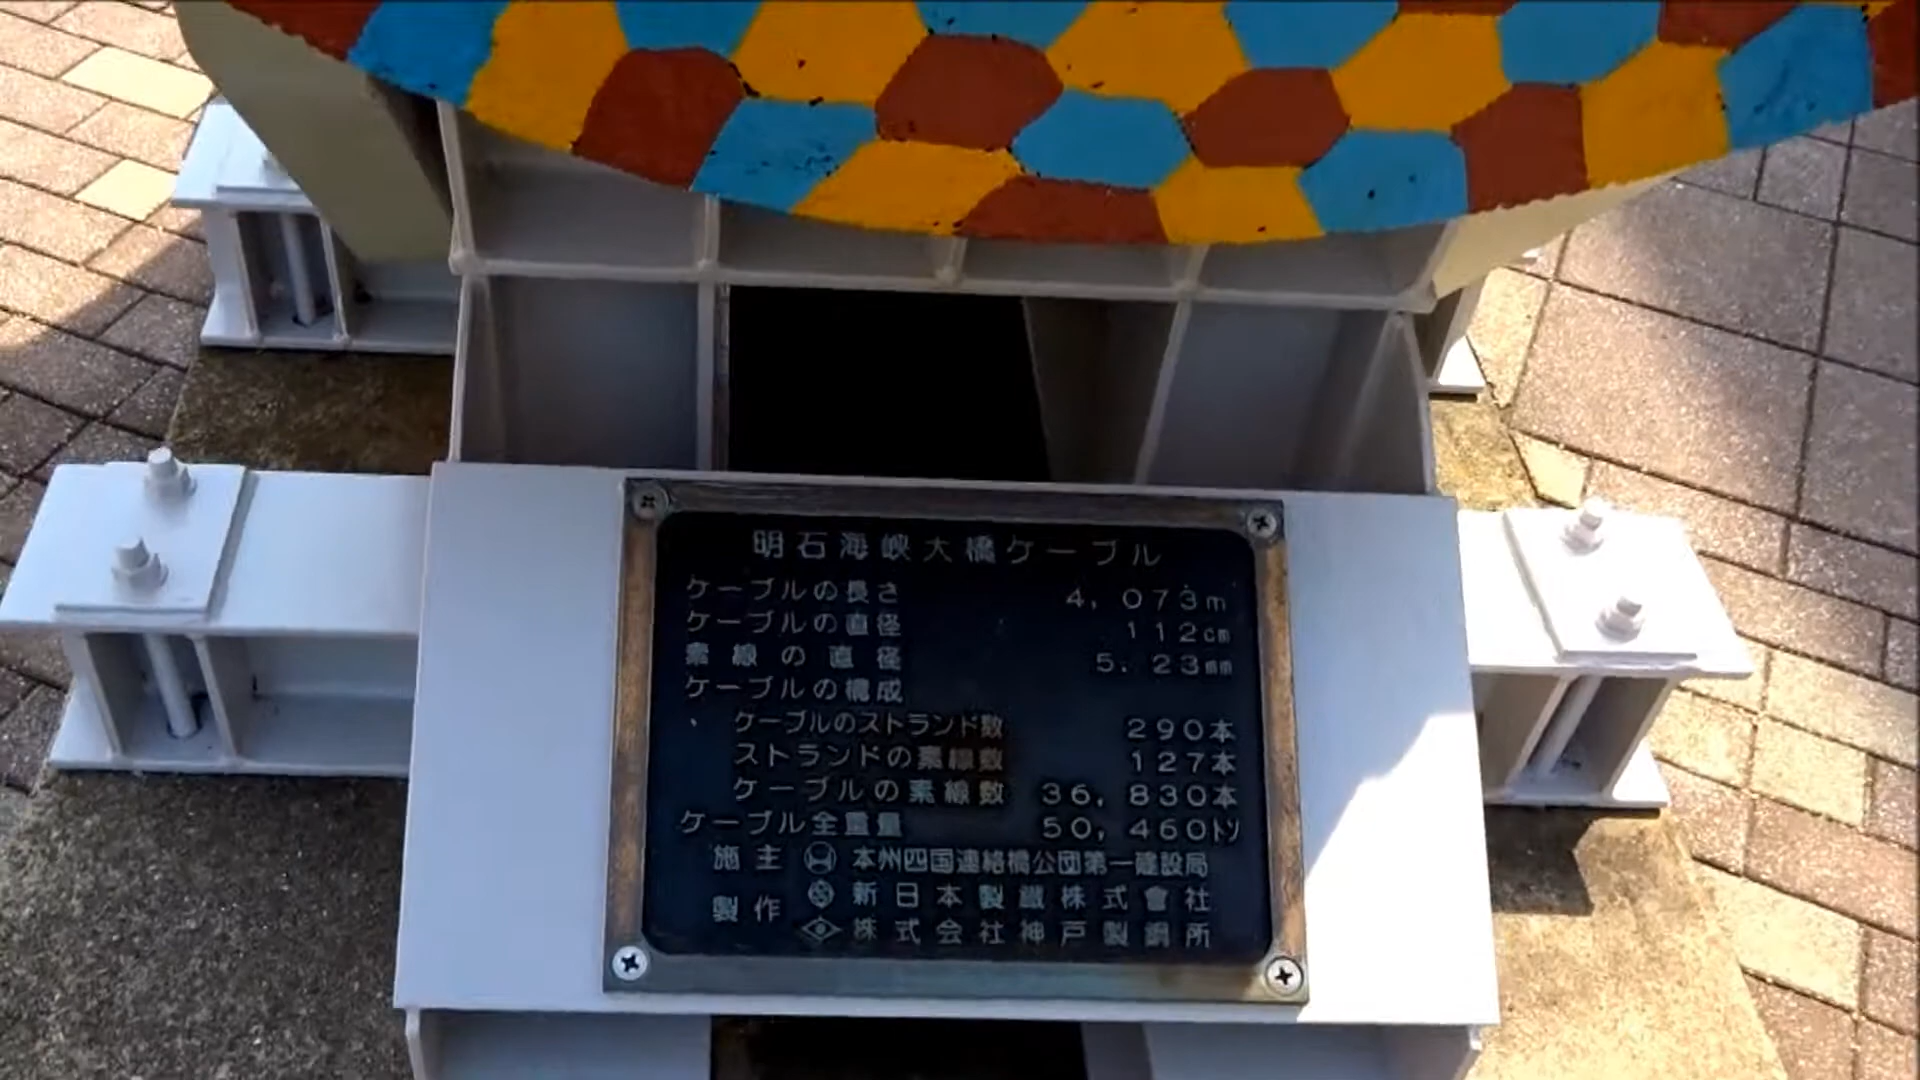 明石海峡大橋ケーブル
ケーブルの長さ 4,073m
ケーブルの直径 112cm
素線の直径 5.23mm
ケーブルの構成
ケーブルのストランド数 290本
ストランドの素線数 127本
ケーブルの素線数 36,830本
ケーブル全重量 50,460トン
施主 本州四国連絡橋公団第一建設局
製作 新日本製鐵株式會社
株式会社神戸製鋼所